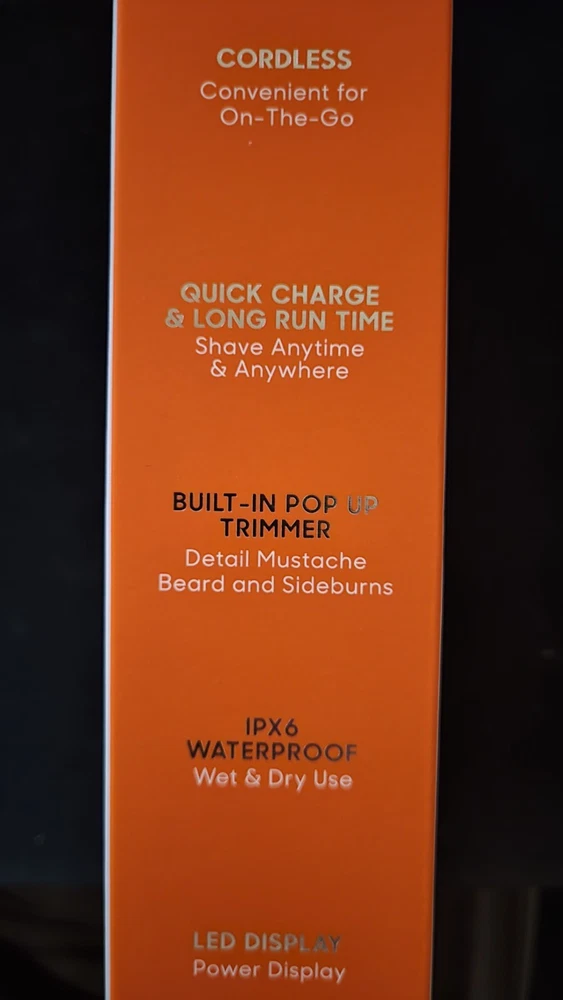 CORDLESS
Convenient for
On-The-Go
QUICK CHARGE
& LONG RUN TIME
Shave Anytime
& Anywhere
BUILT-IN POP UP
TRIMMER
Detail Mustache
Beard and Sideburns
IPX6
WATERPROOF
Wet & Dry Use
LED DISPLAY
Power Display